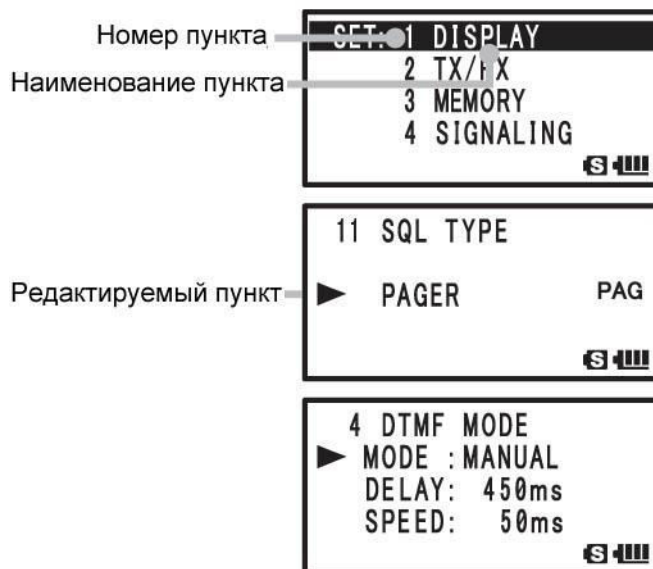 Номер пункта
SET: 1 DISPLAY
Наименование пункта
2 TX/RX
3 MEMORY
4 SIGNALING
S
11 SQL TYPE
Редактируемый пункт
PAGER PAG
S
4 DTMF MODE
MODE :MANUAL
DELAY: 450ms
SPEED: 50ms
S